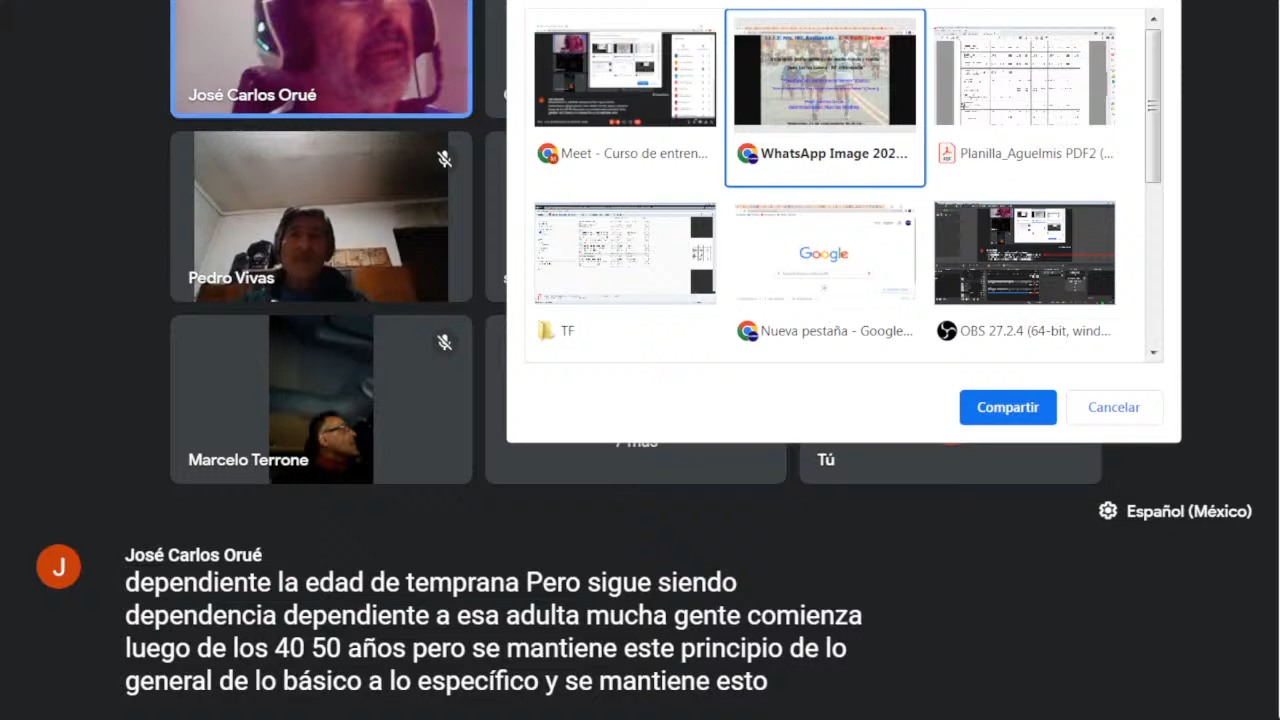 José Carlos Orué
Meet - Curso de entren...
WhatsApp Image 202...
Planilla_Aguelmis PDF2 (...
Pedro Vivas
Google
TF
Nueva pestaña - Google...
OBS 27.2.4 (64-bit, wind...
Compartir
Cancelar
Marcelo Terrone
Tú
Español (México)
J
José Carlos Orué
dependiente la edad de temprana Pero sigue siendo
dependencia dependiente a esa adulta mucha gente comienza
luego de los 40 50 años pero se mantiene este principio de lo
general de lo básico a lo específico y se mantiene esto